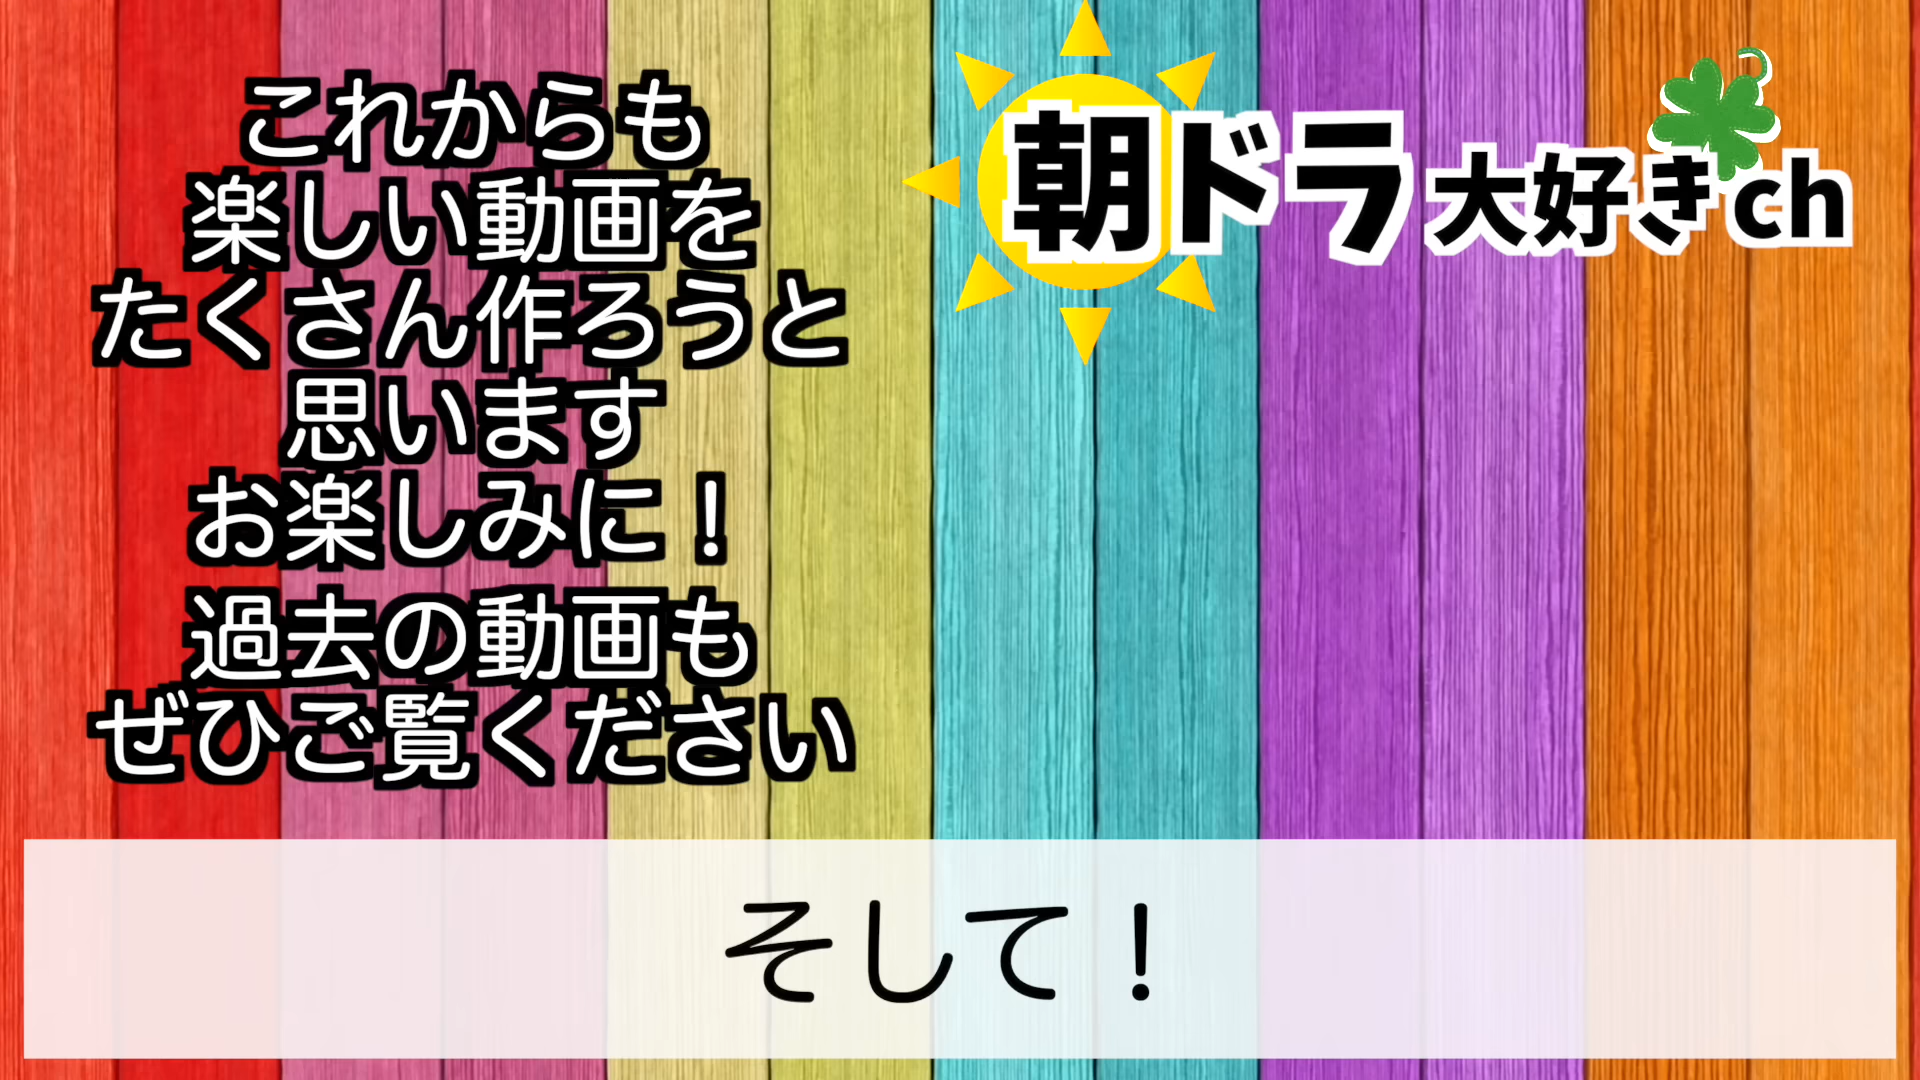 これからも
楽しい動画を
たくさん作ろうと
思います
お楽しみに！
過去の動画も
ぜひご覧ください
朝ドラ大好きch
そして！